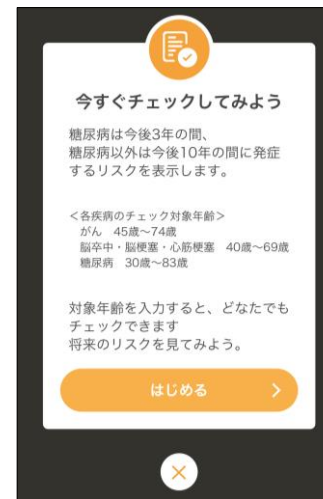 今すぐチェックしてみよう
糖尿病は今後3年の間、
糖尿病以外は今後10年の間に発症
するリスクを表示します。
＜各疾病のチェック対象年齢＞
がん　45歳〜74歳
脳卒中・脳梗塞・心筋梗塞　40歳〜69歳
糖尿病　30歳〜83歳
対象年齢を入力すると、どなたでも
チェックできます
将来のリスクを見てみよう。
はじめる